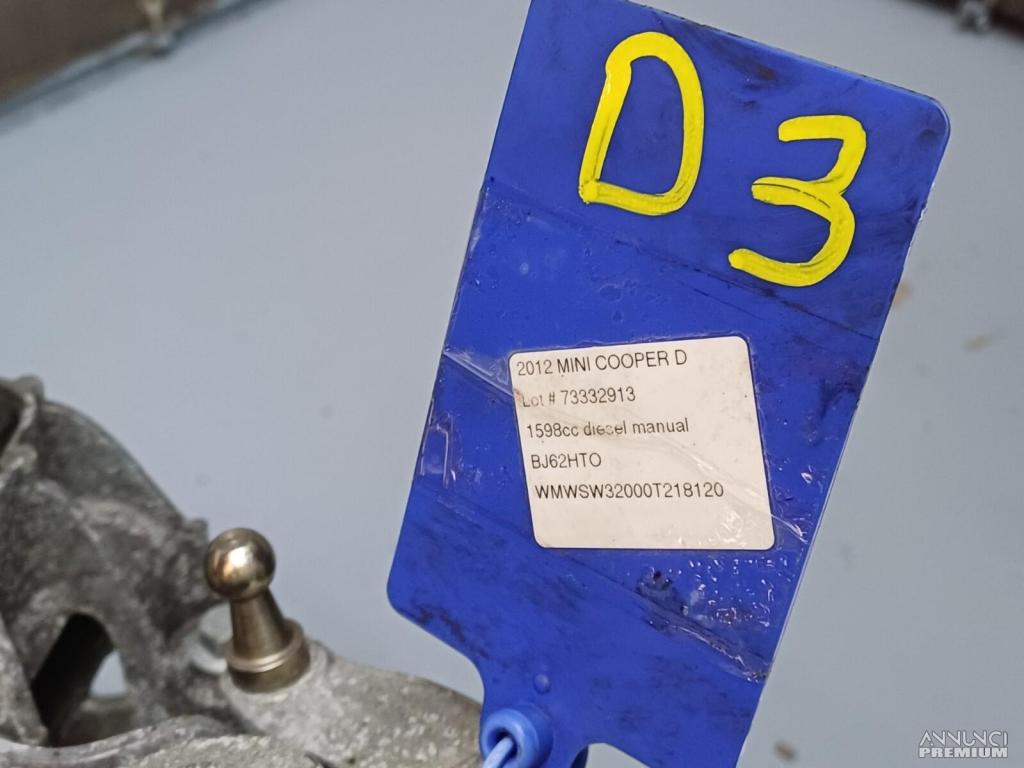 D3
2012 MINI COOPER D
Lot # 73332913
1598cc diesel manual
BJ62HTO
WMWSW32000T218120
ANNUNCI
PREMIUM